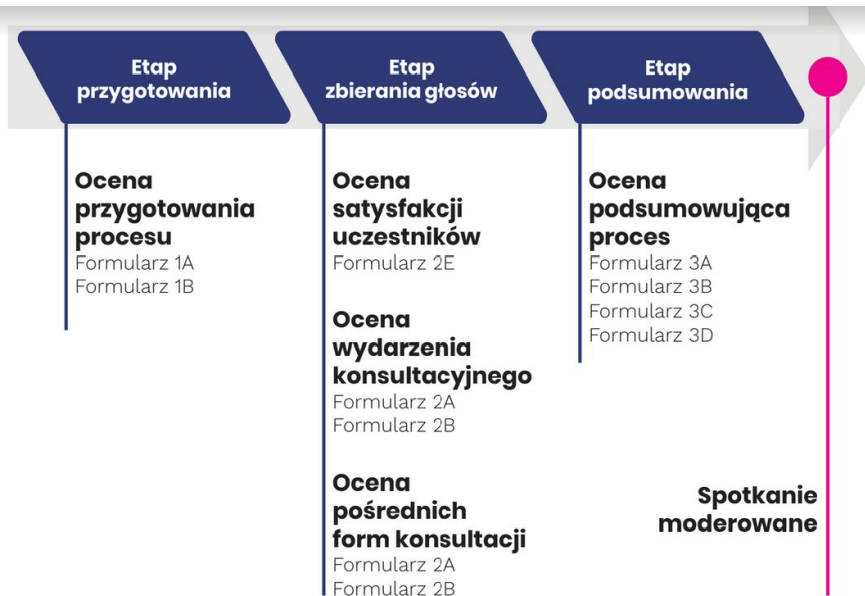 Etap
przygotowania
Etap
zbierania głosów
Etap
podsumowania
Ocena
przygotowania
procesu
Formularz 1A
Formularz 1B
Ocena
satysfakcji
uczestników
Formularz 2E
Ocena
wydarzenia
konsultacyjnego
Formularz 2A
Formularz 2B
Ocena
pośrednich
form konsultacji
Formularz 2A
Formularz 2B
Ocena
podsumowująca
proces
Formularz 3A
Formularz 3B
Formularz 3C
Formularz 3D
Spotkanie
moderowane